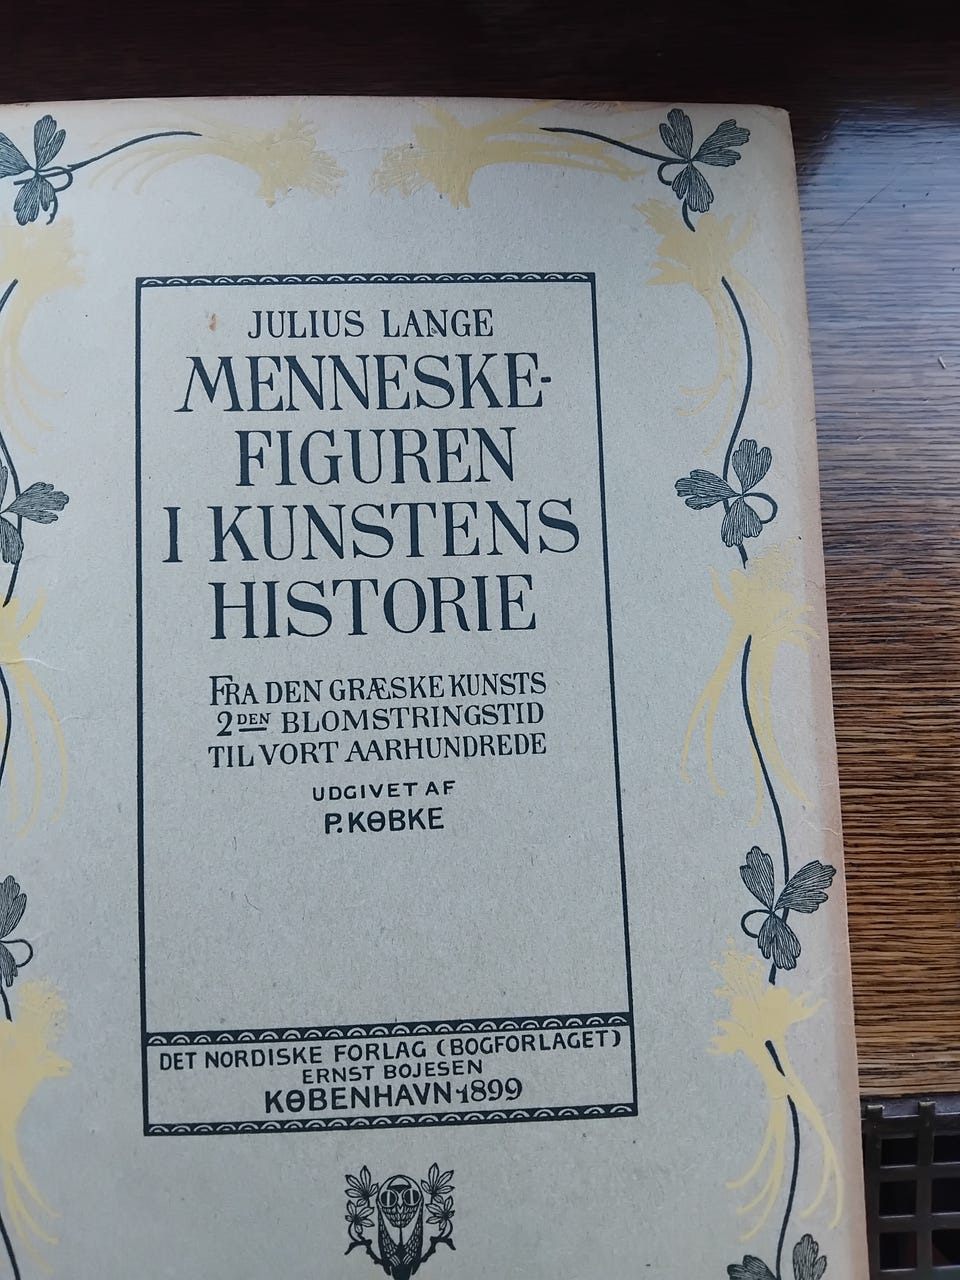 JULIUS LANGE
MENNESKE-
FIGUREN
I KUNSTENS
HISTORIE
FRA DEN GRÆSKE KUNSTS
2DEN BLOMSTRINGSTID
TIL VORT AARHUNDREDE
UDGIVET AF
P. KØBKE
DET NORDISKE FORLAG (BOGFORLAGET)
ERNST BOJESEN
KØBENHAVN-1899